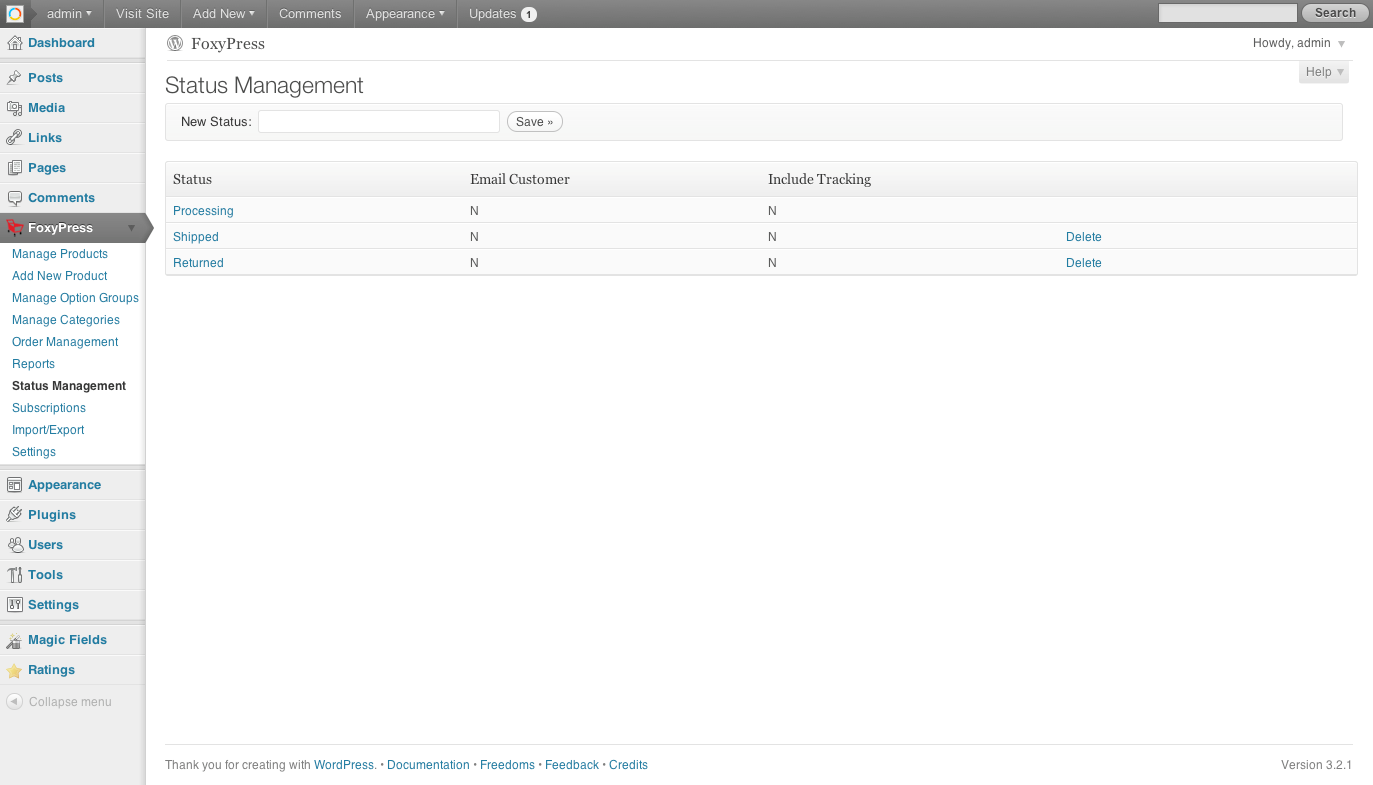 admin Visit Site Add New Comments Appearance Updates 1 Search
Dashboard
Posts
Media
Links
Pages
Comments
FoxyPress
Manage Products
Add New Product
Manage Option Groups
Manage Categories
Order Management
Reports
Status Management
Subscriptions
Import/Export
Settings
Appearance
Plugins
Users
Tools
Settings
Magic Fields
Ratings
Collapse menu
FoxyPress Howdy, admin
Help
Status Management
New Status: Save »
Status Email Customer Include Tracking
Processing N N
Shipped N N Delete
Returned N N Delete
Thank you for creating with WordPress. • Documentation • Freedoms • Feedback • Credits Version 3.2.1